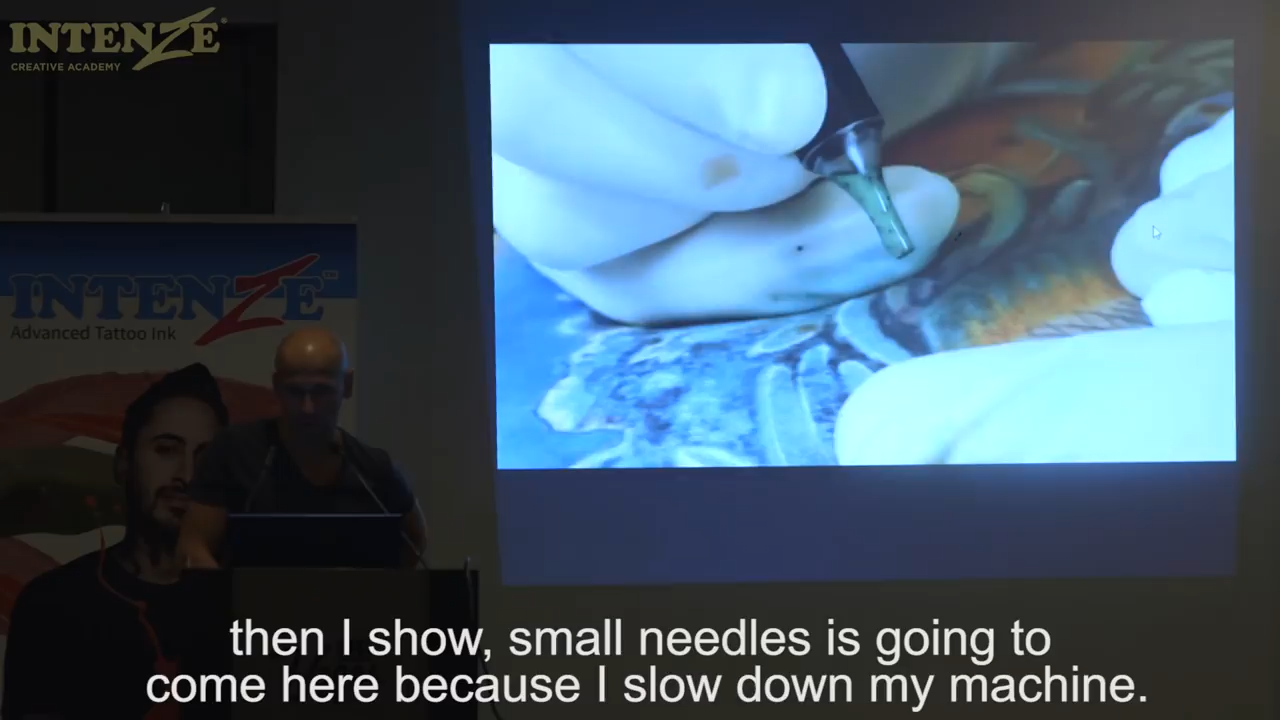 INTENZE
CREATIVE ACADEMY
INTENZE™
Advanced Tattoo Ink
then I show, small needles is going to
come here because I slow down my machine.